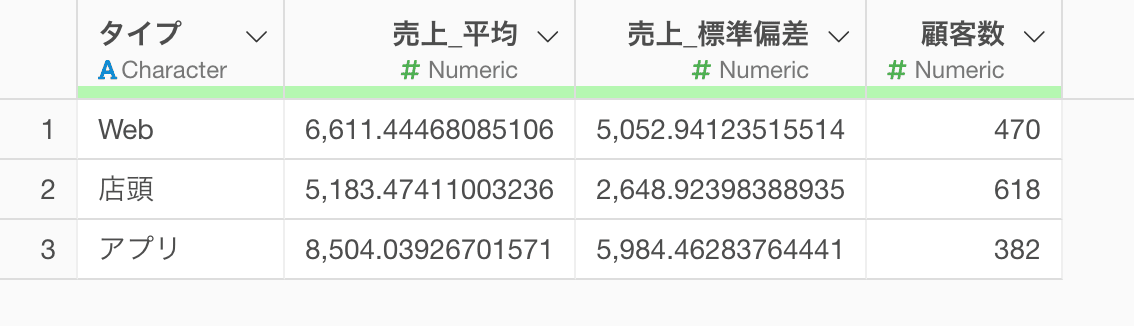 タイプ 売上_平均 売上_標準偏差 顧客数
A Character # Numeric # Numeric # Numeric
1 Web 6,611.44468085106 5,052.94123515514 470
2 店頭 5,183.47411003236 2,648.92398388935 618
3 アプリ 8,504.03926701571 5,984.46283764441 382